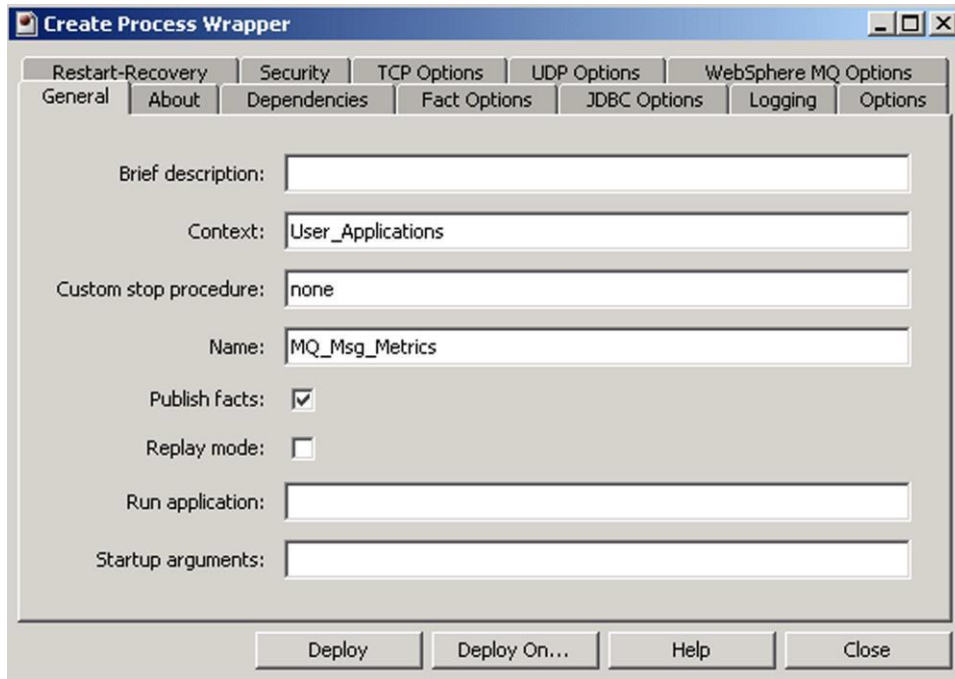 Create Process Wrapper
Restart-Recovery Security TCP Options UDP Options WebSphere MQ Options
General About Dependencies Fact Options JDBC Options Logging Options
Brief description:
Context: User_Applications
Custom stop procedure: none
Name: MQ_Msg_Metrics
Publish facts:
Replay mode:
Run application:
Startup arguments:
Deploy Deploy On... Help Close